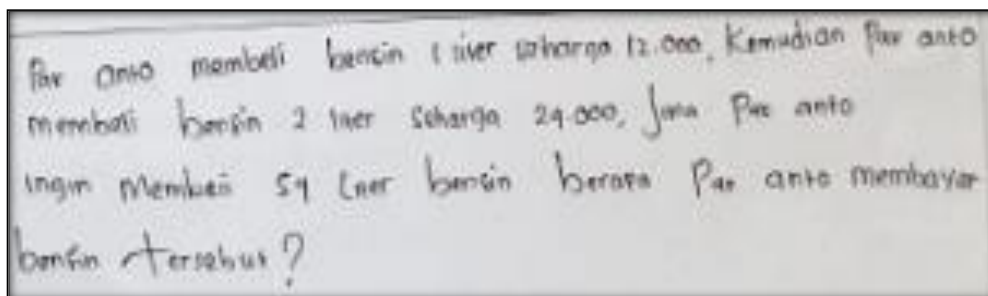 Pak anto membeli bensin 1 liter seharga 12.000, Kemudian Pak anto
membeli bensin 2 liter seharga 24.000, Jika Pak anto
ingin Membeli liter bensin berapa Pak anto membayar
bensin tersebut?